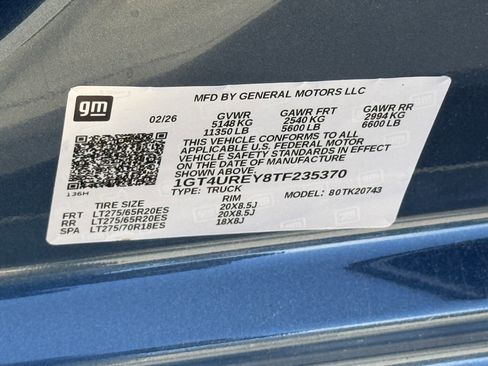 gm
MFD BY GENERAL MOTORS LLC
02/26 GVWR GAWR FRT GAWR RR
5148 KG 2540 KG 2994 KG
11350 LB 5600 LB 6600 LB
THIS VEHICLE CONFORMS TO ALL
APPLICABLE U.S. FEDERAL MOTOR
VEHICLE SAFETY STANDARDS IN EFFECT
ON THE DATE OF MANUFACTURE
SHOWN ABOVE.
1GT4UREY8TF235370
136H TYPE: TRUCK MODEL: 80TK20743
TIRE SIZE RIM
FRT LT275/65R20ES 20X8.5J
RR LT275/65R20ES 20X8.5J
SPA LT275/70R18ES 18X8J